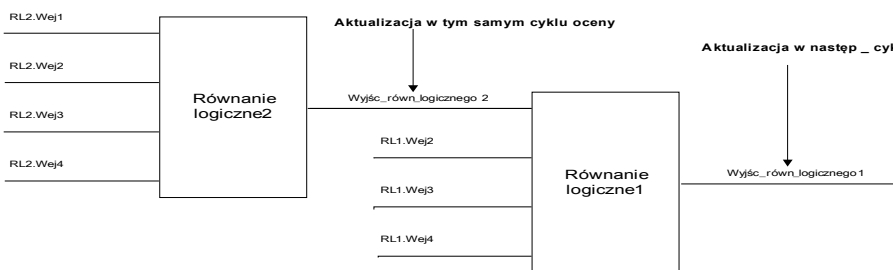 RL2.Wej1
Aktualizacja w tym samym cyklu oceny
Aktualizacja w następ _ cyk
RL2.Wej2
RL2.Wej3
RL2.Wej4
Równanie
logiczne2
Wyjśc_równ_logicznego 2
RL1.Wej2
RL1.Wej3
RL1.Wej4
Równanie
logiczne1
Wyjśc_równ_logicznego1